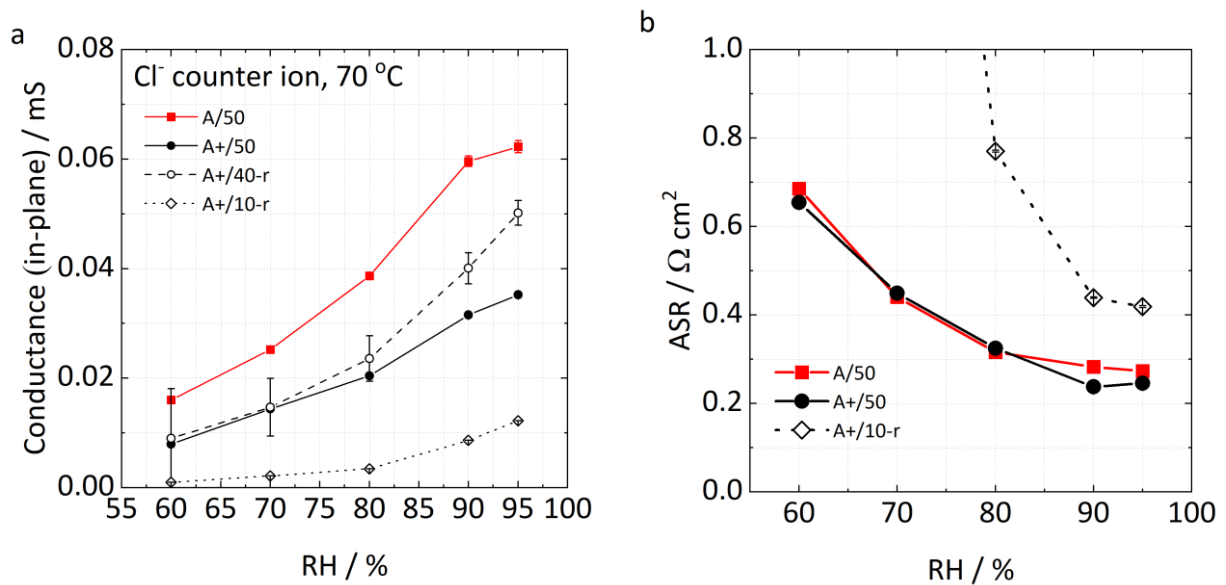 a
Conductance (in-plane) / mS
0.08
0.06
0.04
0.02
0.00
Cl⁻ counter ion, 70 °C
A/50
A+/50
A+/40-r
A+/10-r
55 60 65 70 75 80 85 90 95 100
RH / %
b
ASR / Ω cm²
1.0
0.8
0.6
0.4
0.2
0.0
A/50
A+/50
A+/10-r
60 70 80 90 100
RH / %